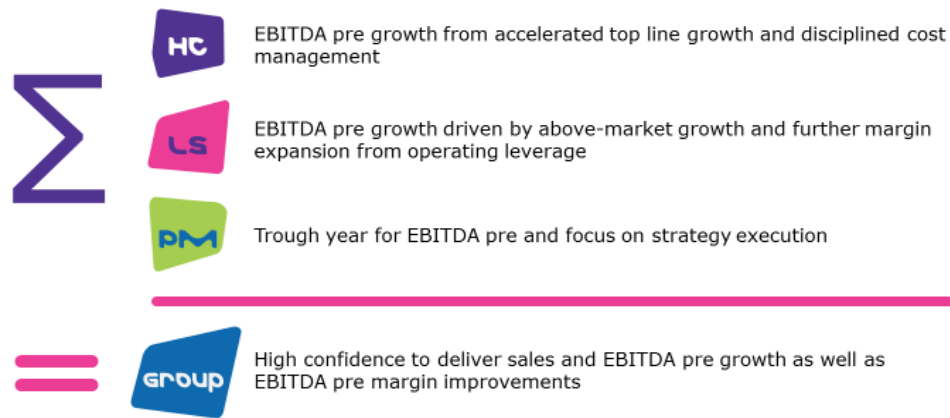 HC
EBITDA pre growth from accelerated top line growth and disciplined cost
management
Σ
LS
EBITDA pre growth driven by above-market growth and further margin
expansion from operating leverage
PM
Trough year for EBITDA pre and focus on strategy execution
=
GROUP
High confidence to deliver sales and EBITDA pre growth as well as
EBITDA pre margin improvements